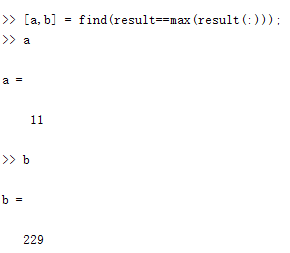 >> [a,b] = find(result==max(result(:)));
>> a
a =
11
>> b
b =
229